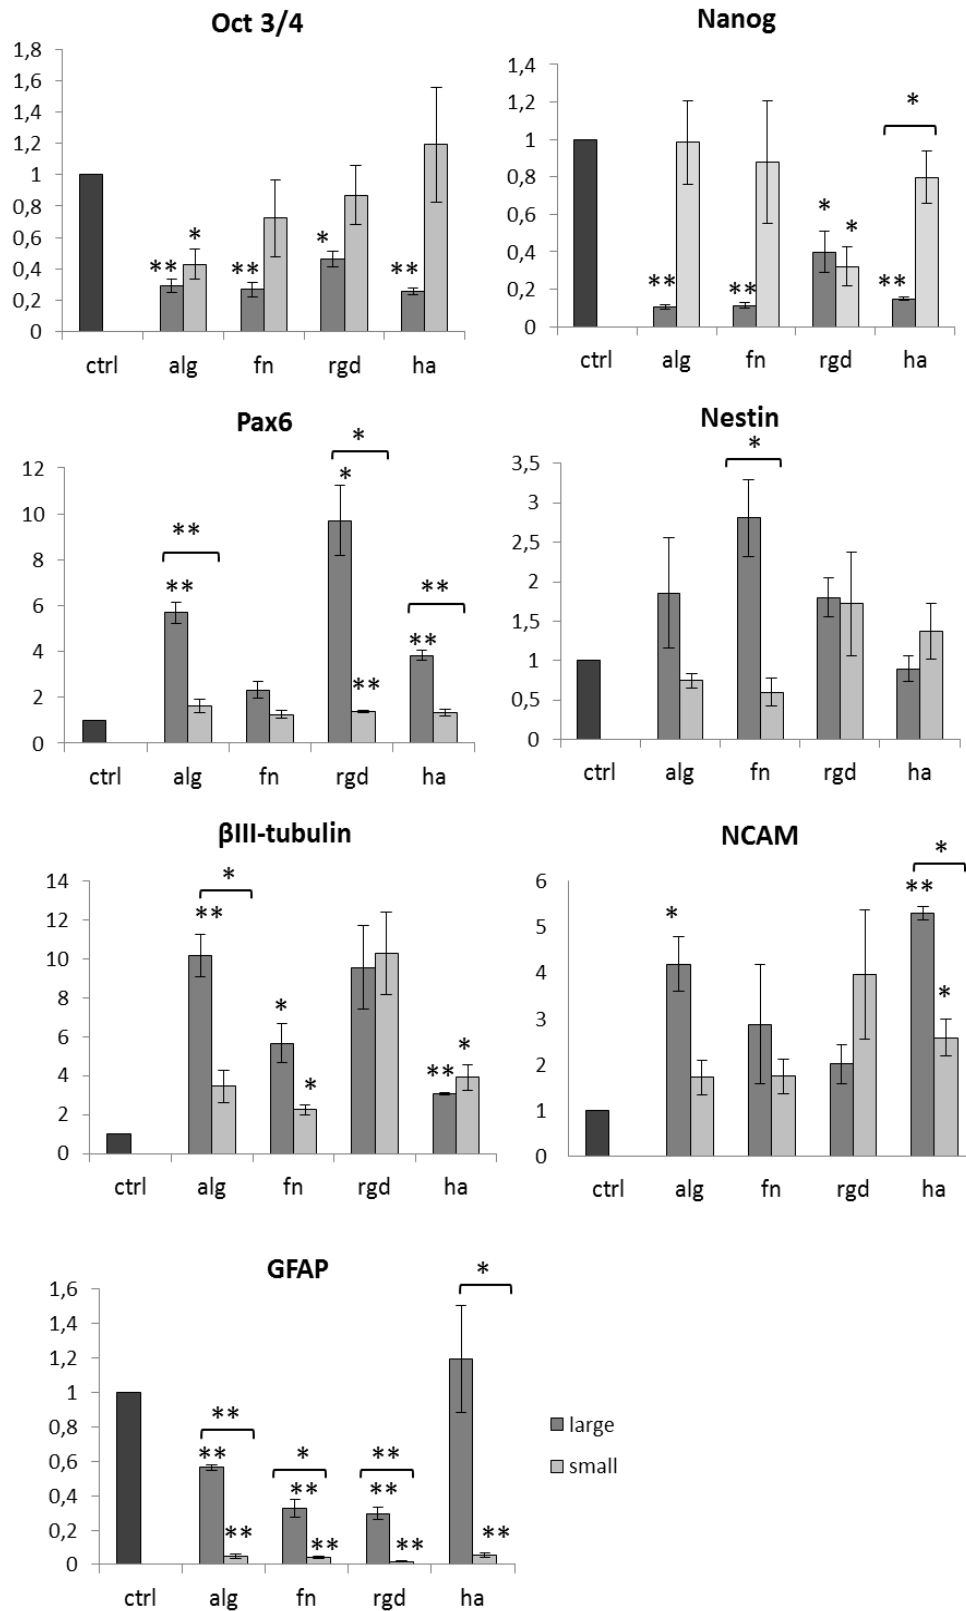 Oct 3/4
1,8
1,6
1,4
1,2
1
0,8
0,6
0,4
0,2
0
** * ** * **
ctrl alg fn rgd ha
Nanog
1,4
1,2
1
0,8
0,6
0,4
0,2
0
*
** ** * * **
ctrl alg fn rgd ha
Pax6
12
10
8
6
4
2
0
** * **
** * ** **
ctrl alg fn rgd ha
Nestin
3,5
3
2,5
2
1,5
1
0,5
0
*
ctrl alg fn rgd ha
βIII-tubulin
14
12
10
8
6
4
2
0
*
** * * ** *
ctrl alg fn rgd ha
NCAM
6
5
4
3
2
1
0
*
* ** *
ctrl alg fn rgd ha
GFAP
1,6
1,4
1,2
1
0,8
0,6
0,4
0,2
0
** * ** *
** ** ** ** ** ** **
ctrl alg fn rgd ha
large
small